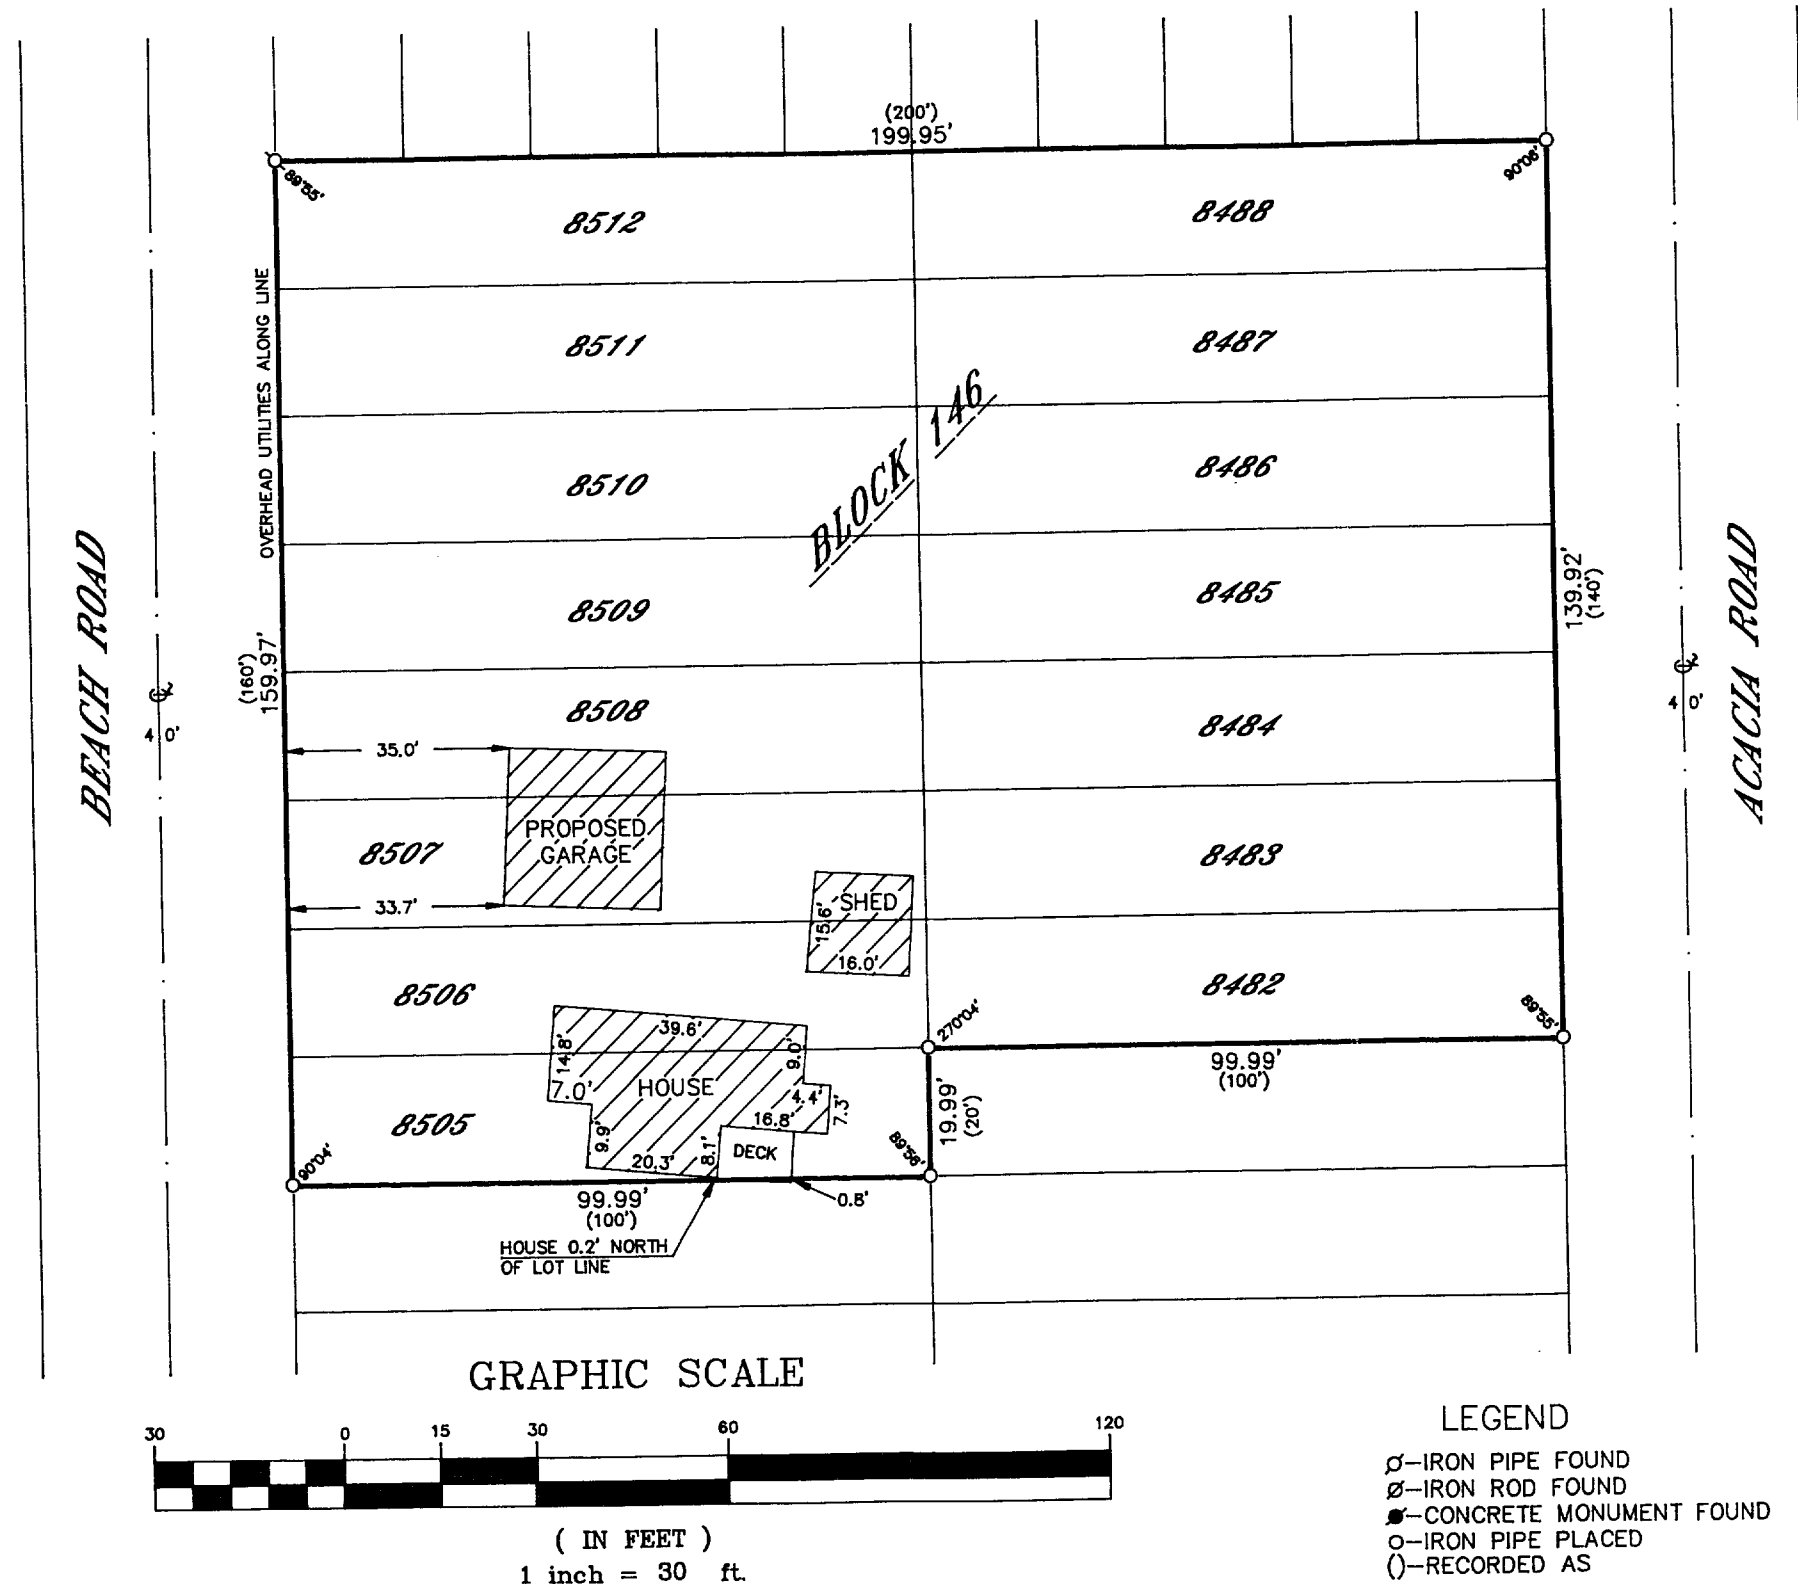 (200')
199.95'
89°55'
90°06'
8512
8488
8511
8487
8510
8486
8509
8485
8508
8484
8507
8483
8506
8482
8505
BLOCK 146
OVERHEAD UTILITIES ALONG LINE
(160')
159.97'
139.92'
(140')
BEACH ROAD
40'
ACACIA ROAD
40'
35.0'
PROPOSED
GARAGE
33.7'
SHED
15.6'
16.0'
39.6'
14.8'
9.0'
7.0'
HOUSE
4.4'
7.3'
16.8'
9.9'
8.1'
20.3'
DECK
270°04'
89°55'
99.99'
(100')
19.99'
(20')
89°56'
90°04'
99.99'
(100')
0.8'
HOUSE 0.2' NORTH
OF LOT LINE
GRAPHIC SCALE
30 0 15 30 60 120
( IN FEET )
1 inch = 30 ft.
LEGEND
IRON PIPE FOUND
IRON ROD FOUND
CONCRETE MONUMENT FOUND
IRON PIPE PLACED
()-RECORDED AS